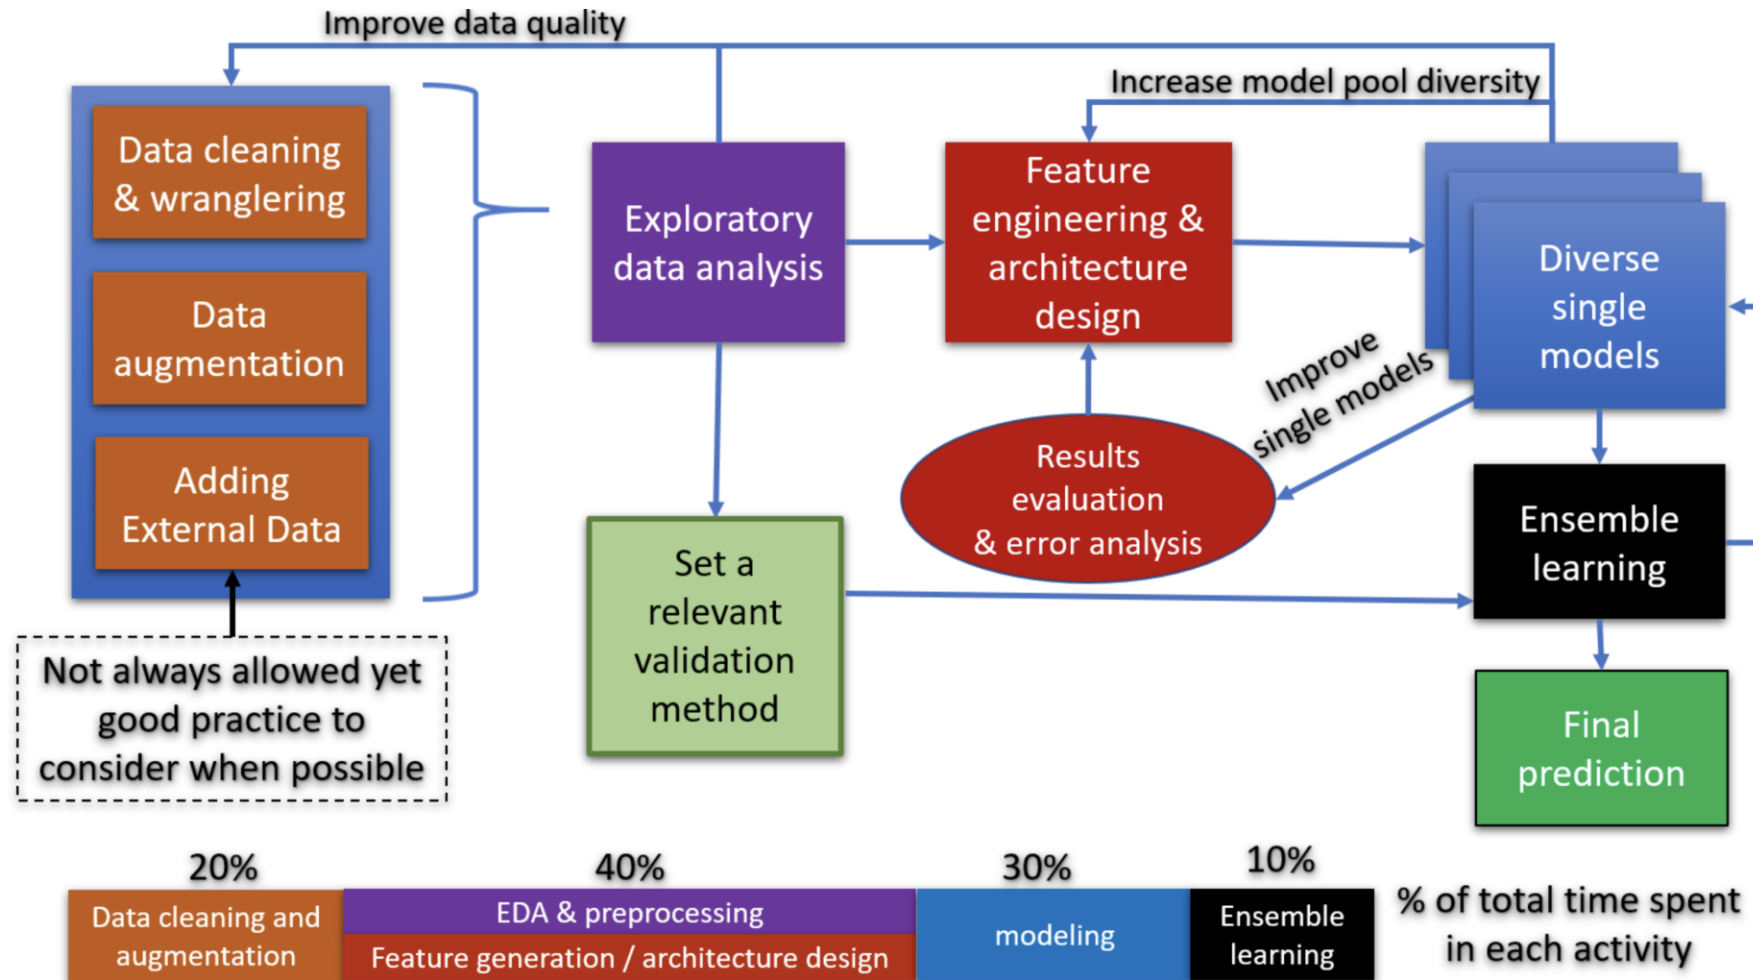 Improve data quality
Increase model pool diversity
Data cleaning
& wranglering
Data
augmentation
Adding
External Data
Not always allowed yet
good practice to
consider when possible
Exploratory
data analysis
Feature
engineering &
architecture
design
Diverse
single
models
Improve
single models
Results
evaluation
& error analysis
Set a
relevant
validation
method
Ensemble
learning
Final
prediction
20%
40%
30%
10%
Data cleaning and
augmentation
EDA & preprocessing
Feature generation / architecture design
modeling
Ensemble
learning
% of total time spent
in each activity